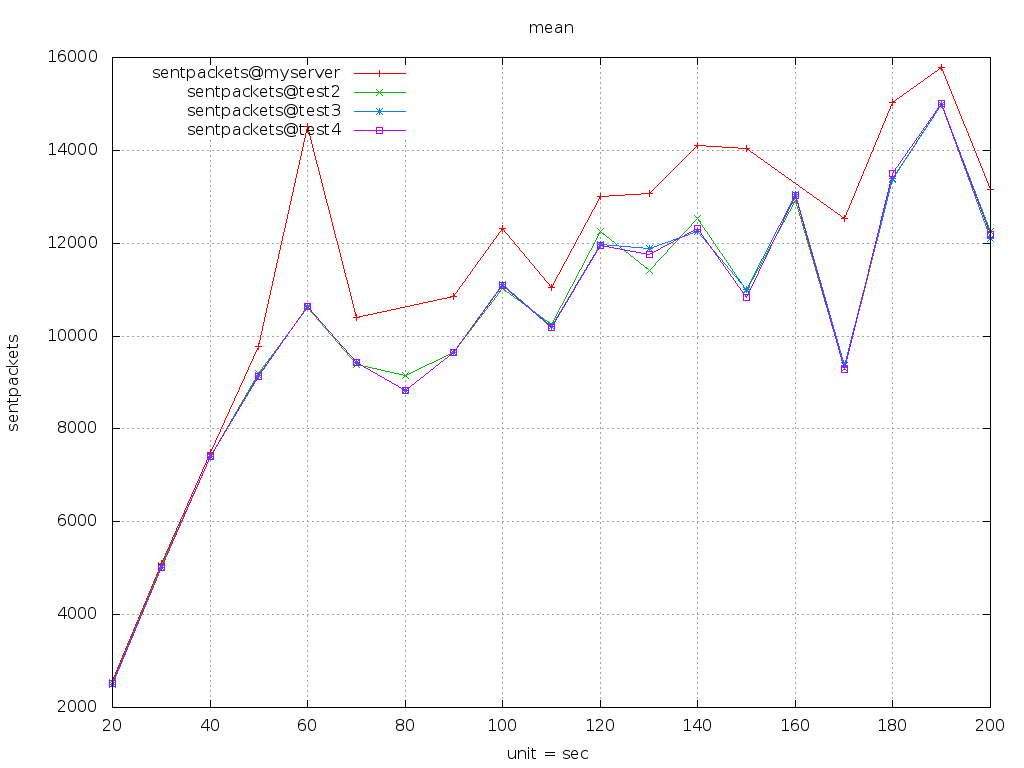 mean
16000
14000
12000
10000
8000
6000
4000
2000
sentpackets
sentpackets@myserver
sentpackets@test2
sentpackets@test3
sentpackets@test4
20 40 60 80 100 120 140 160 180 200
unit = sec